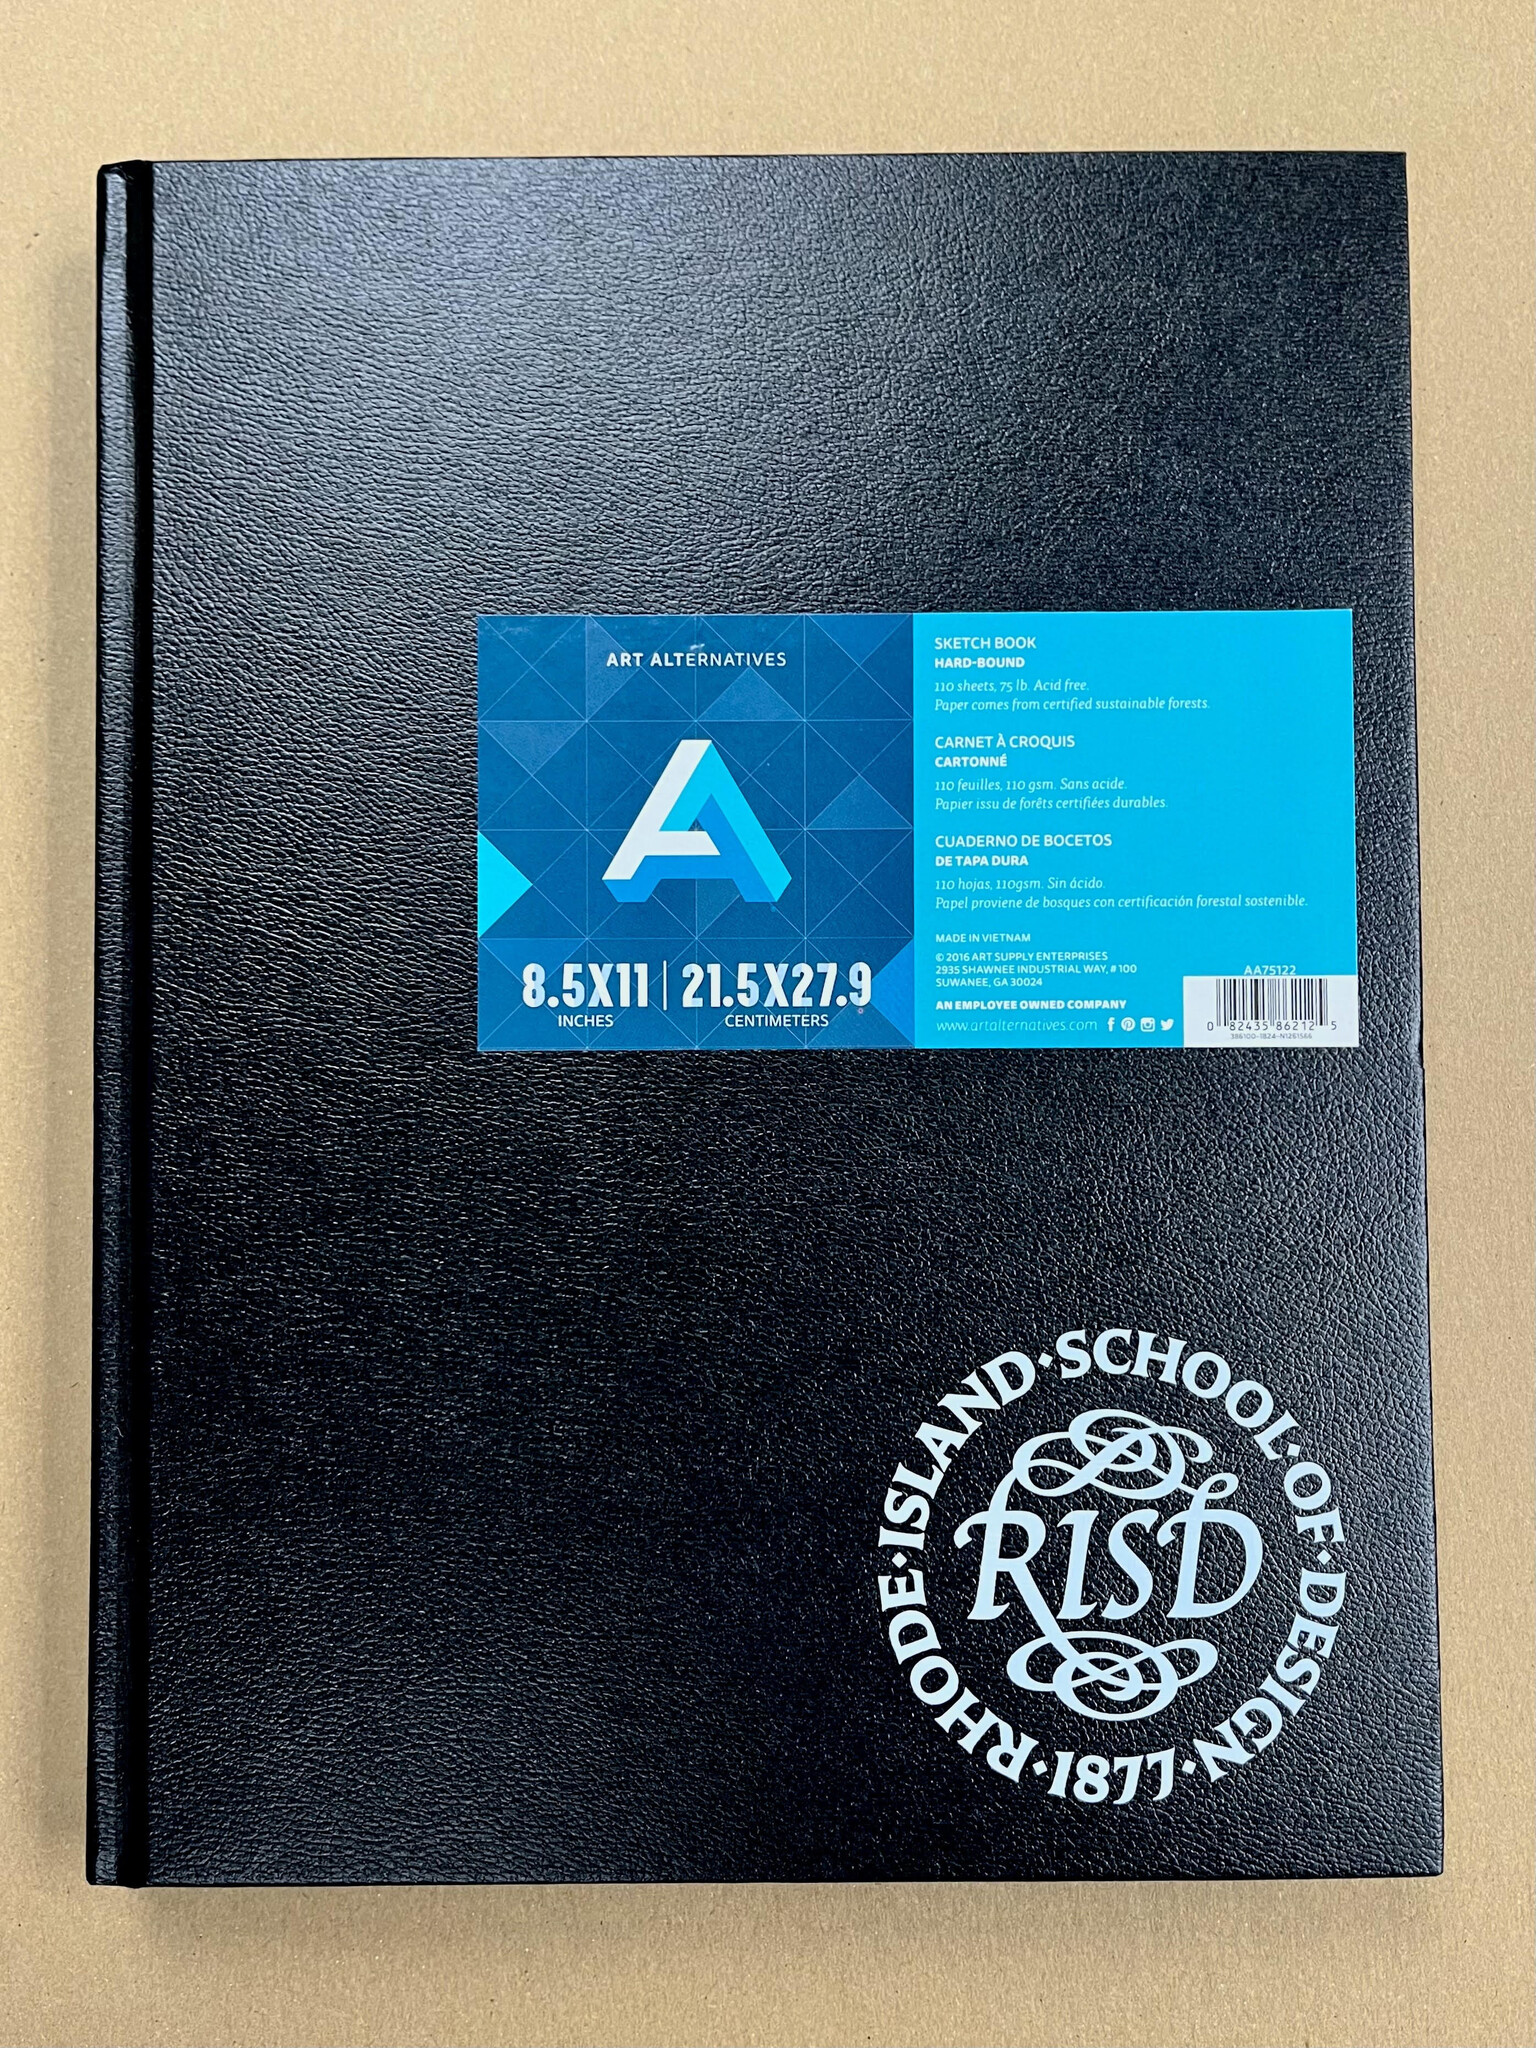 ART ALTERNATIVES
A
8.5X11 | 21.5X27.9
INCHES CENTIMETERS
SKETCH BOOK
HARD-BOUND
110 sheets, 75 lb. Acid free.
Paper comes from certified sustainable forests.
CARNET À CROQUIS
CARTONNÉ
110 feuilles, 110 gsm. Sans acide.
Papier issu de forêts certifiées durables.
CUADERNO DE BOCETOS
DE TAPA DURA
110 hojas, 110gsm. Sin ácido.
Papel proviene de bosques con certificación forestal sostenible.
MADE IN VIETNAM
© 2016 ART SUPPLY ENTERPRISES
2935 SHAWNEE INDUSTRIAL WAY, #100
SUWANEE, GA 30024
AN EMPLOYEE OWNED COMPANY
www.artalternatives.com
AA75122
0 82435 86212 5
386100-1824-N1261566
RHODE·ISLAND·SCHOOL·OF·DESIGN·1877·
RISD